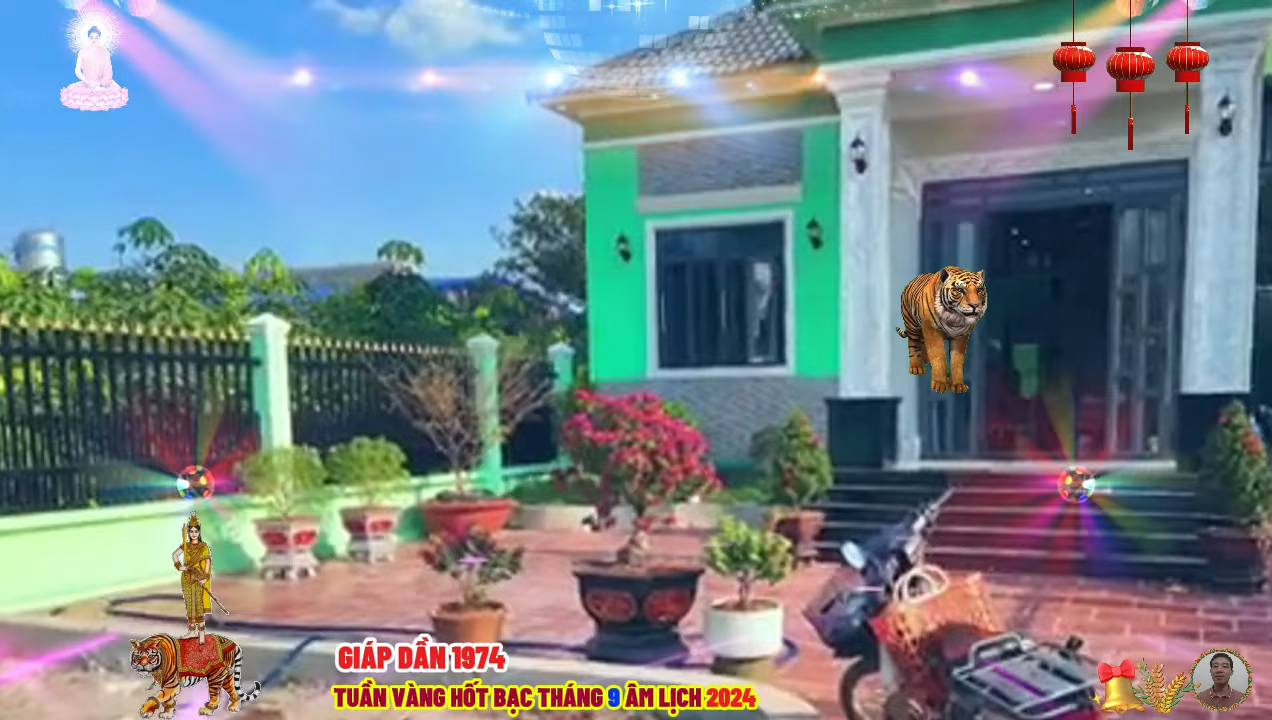 GIÁP DẦN 1974
TUẦN VÀNG HỐT BẠC THÁNG 9 ÂM LỊCH 2024